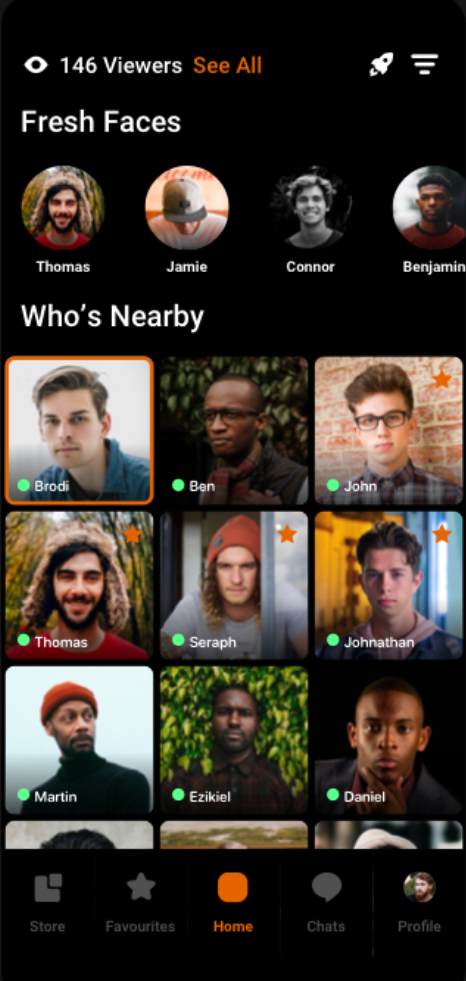 146 Viewers See All
Fresh Faces
Thomas Jamie Connor Benjamin
Who's Nearby
Brodi Ben John
Thomas Seraph Johnathan
Martin Ezikiel Daniel
Store Favourites Home Chats Profile